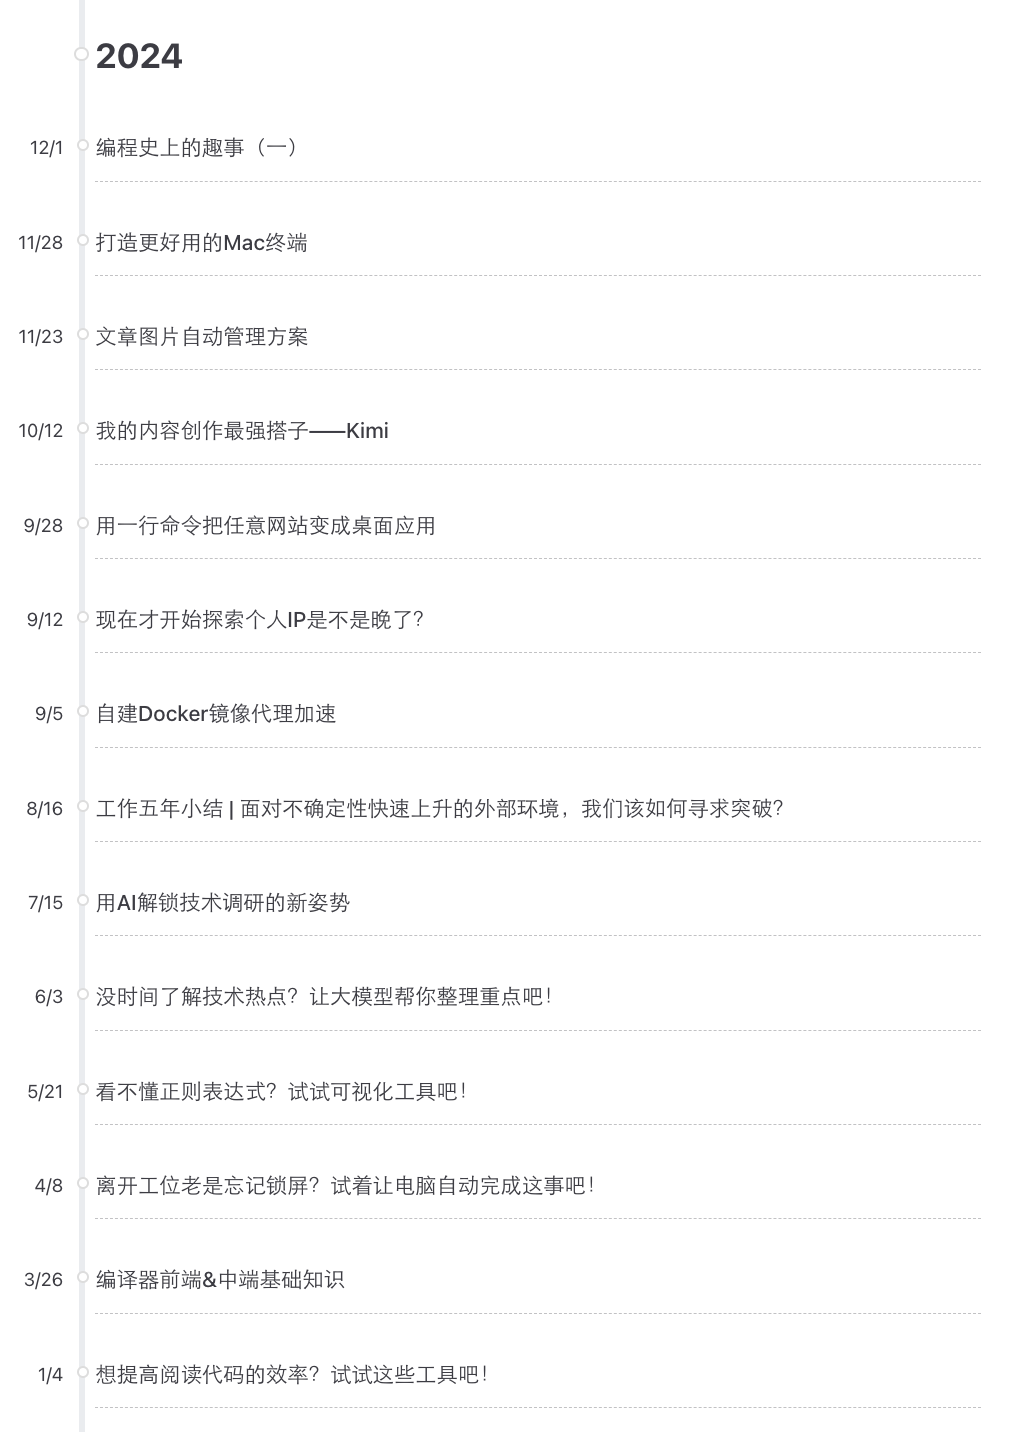 2024
12/1 编程史上的趣事（一）
11/28 打造更好用的Mac终端
11/23 文章图片自动管理方案
10/12 我的内容创作最强搭子——Kimi
9/28 用一行命令把任意网站变成桌面应用
9/12 现在才开始探索个人IP是不是晚了？
9/5 自建Docker镜像代理加速
8/16 工作五年小结 | 面对不确定性快速上升的外部环境，我们该如何寻求突破？
7/15 用AI解锁技术调研的新姿势
6/3 没时间了解技术热点？让大模型帮你整理重点吧！
5/21 看不懂正则表达式？试试可视化工具吧！
4/8 离开工位老是忘记锁屏？试着让电脑自动完成这事吧！
3/26 编译器前端&中端基础知识
1/4 想提高阅读代码的效率？试试这些工具吧！